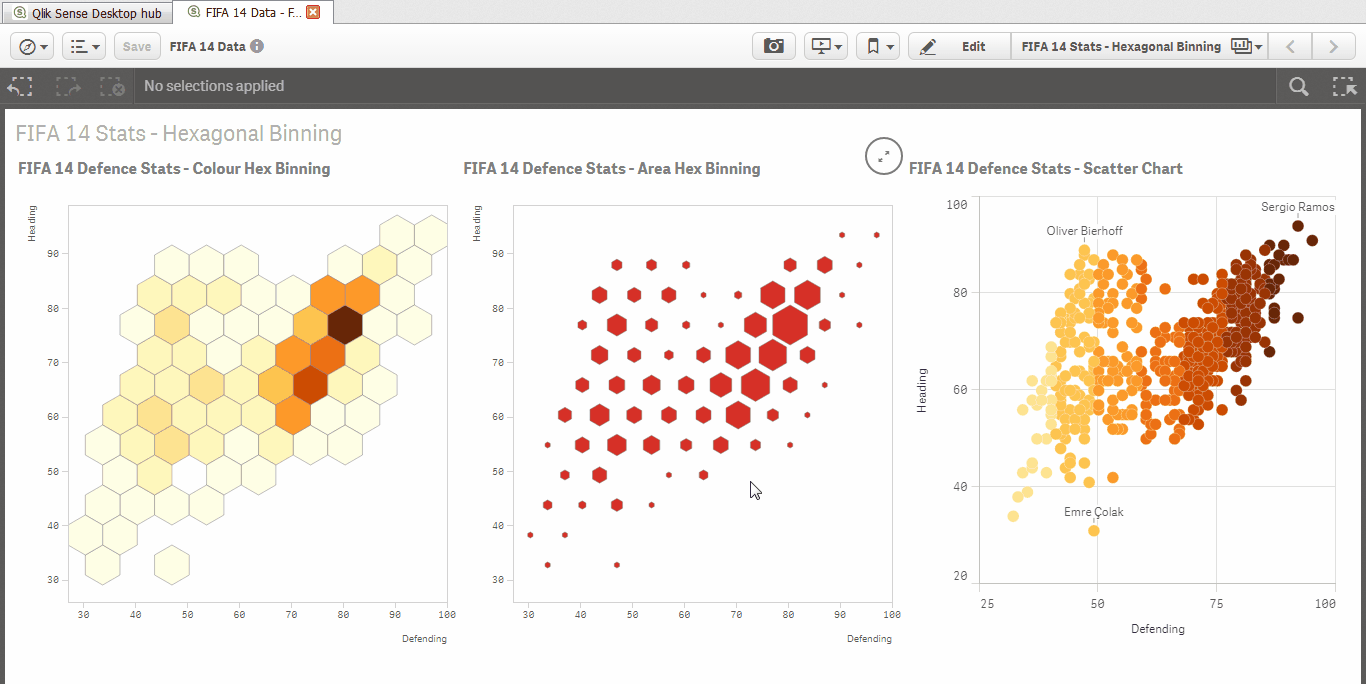 Qlik Sense Desktop hub
FIFA 14 Data - F...
Save
FIFA 14 Data
Edit
FIFA 14 Stats - Hexagonal Binning
No selections applied
FIFA 14 Stats - Hexagonal Binning
FIFA 14 Defence Stats - Colour Hex Binning
Heading
90
80
70
60
50
40
30
30 40 50 60 70 80 90 100
Defending
FIFA 14 Defence Stats - Area Hex Binning
Heading
90
80
70
60
50
40
30
30 40 50 60 70 80 90 100
Defending
FIFA 14 Defence Stats - Scatter Chart
Heading
100
80
60
40
20
Sergio Ramos
Oliver Bierhoff
Emre Çolak
25 50 75 100
Defending